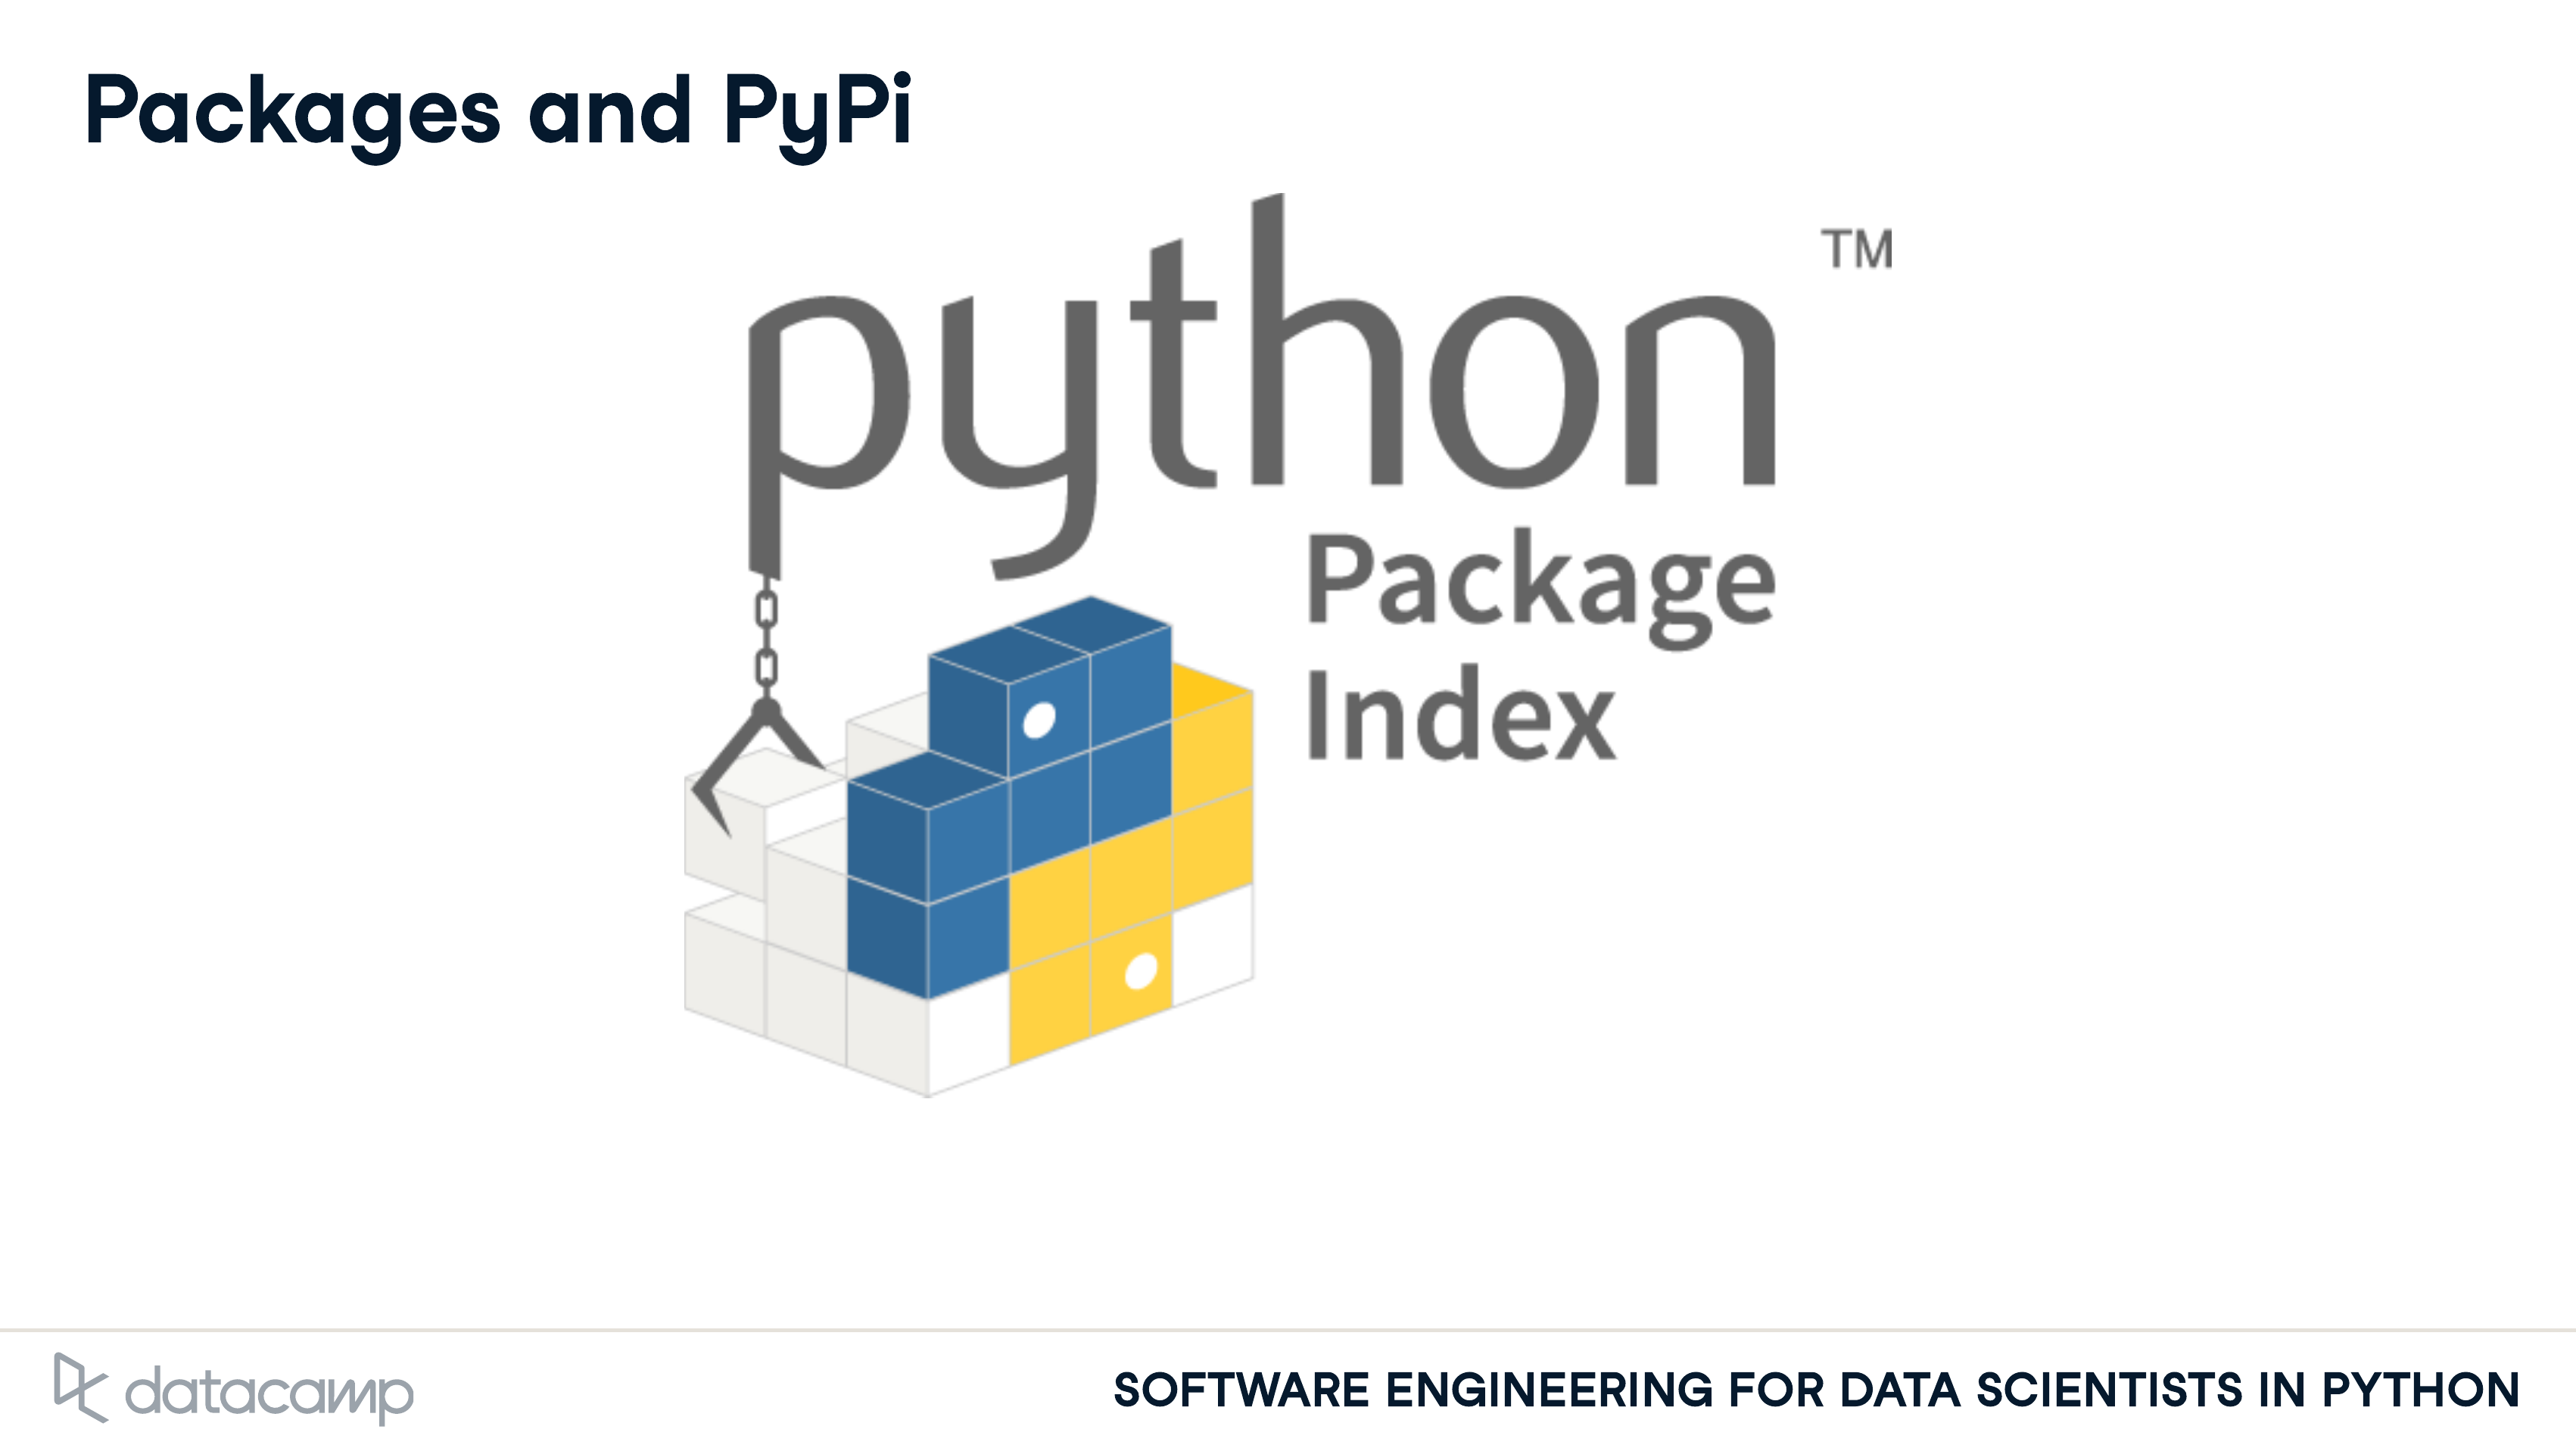 Packages and PyPi
python ™
Package
Index
datacamp
SOFTWARE ENGINEERING FOR DATA SCIENTISTS IN PYTHON